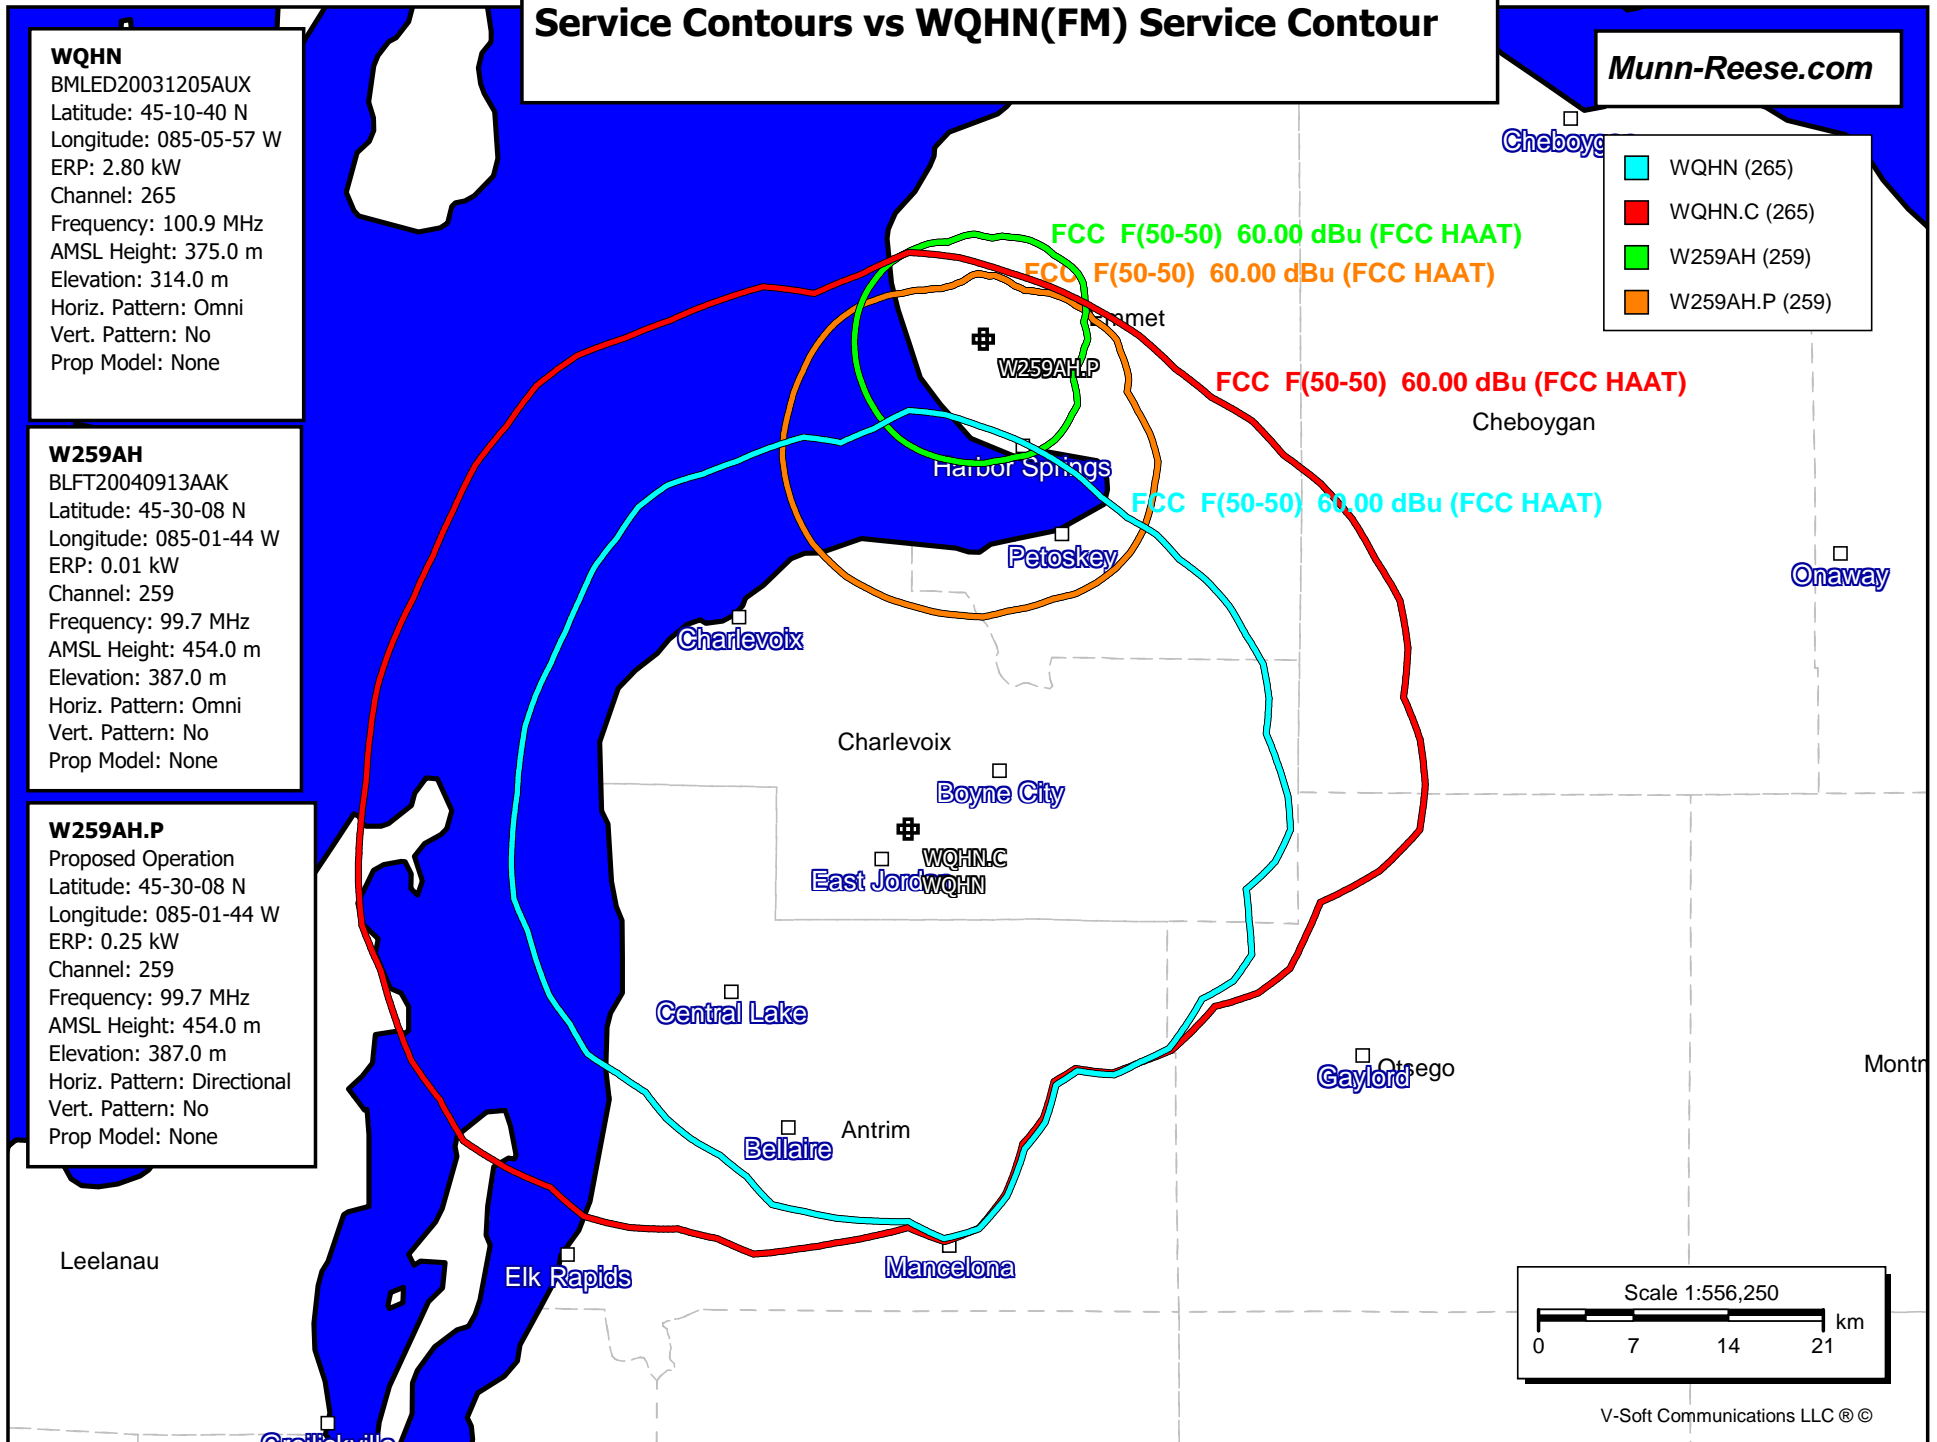 Service Contours vs WQHN(FM) Service Contour
Munn-Reese.com
WQHN
BMLED20031205AUX
Latitude: 45-10-40 N
Longitude: 085-05-57 W
ERP: 2.80 kW
Channel: 265
Frequency: 100.9 MHz
AMSL Height: 375.0 m
Elevation: 314.0 m
Horiz. Pattern: Omni
Vert. Pattern: No
Prop Model: None
W259AH
BLFT20040913AAK
Latitude: 45-30-08 N
Longitude: 085-01-44 W
ERP: 0.01 kW
Channel: 259
Frequency: 99.7 MHz
AMSL Height: 454.0 m
Elevation: 387.0 m
Horiz. Pattern: Omni
Vert. Pattern: No
Prop Model: None
W259AH.P
Proposed Operation
Latitude: 45-30-08 N
Longitude: 085-01-44 W
ERP: 0.25 kW
Channel: 259
Frequency: 99.7 MHz
AMSL Height: 454.0 m
Elevation: 387.0 m
Horiz. Pattern: Directional
Vert. Pattern: No
Prop Model: None
WQHN (265)
WQHN.C (265)
W259AH (259)
W259AH.P (259)
FCC F(50-50) 60.00 dBu (FCC HAAT)
FCC F(50-50) 60.00 dBu (FCC HAAT)
Emmet
W259AH.P
FCC F(50-50) 60.00 dBu (FCC HAAT)
Cheboygan
Harbor Springs
FCC F(50-50) 60.00 dBu (FCC HAAT)
Petoskey
Onaway
Charlevoix
Charlevoix
Boyne City
WQHN.C
East Jordan
WQHN
Central Lake
Otsego
Gaylord
Antrim
Bellaire
Leelanau
Elk Rapids
Mancelona
Scale 1:556,250
km
0 7 14 21
V-Soft Communications LLC ® ©